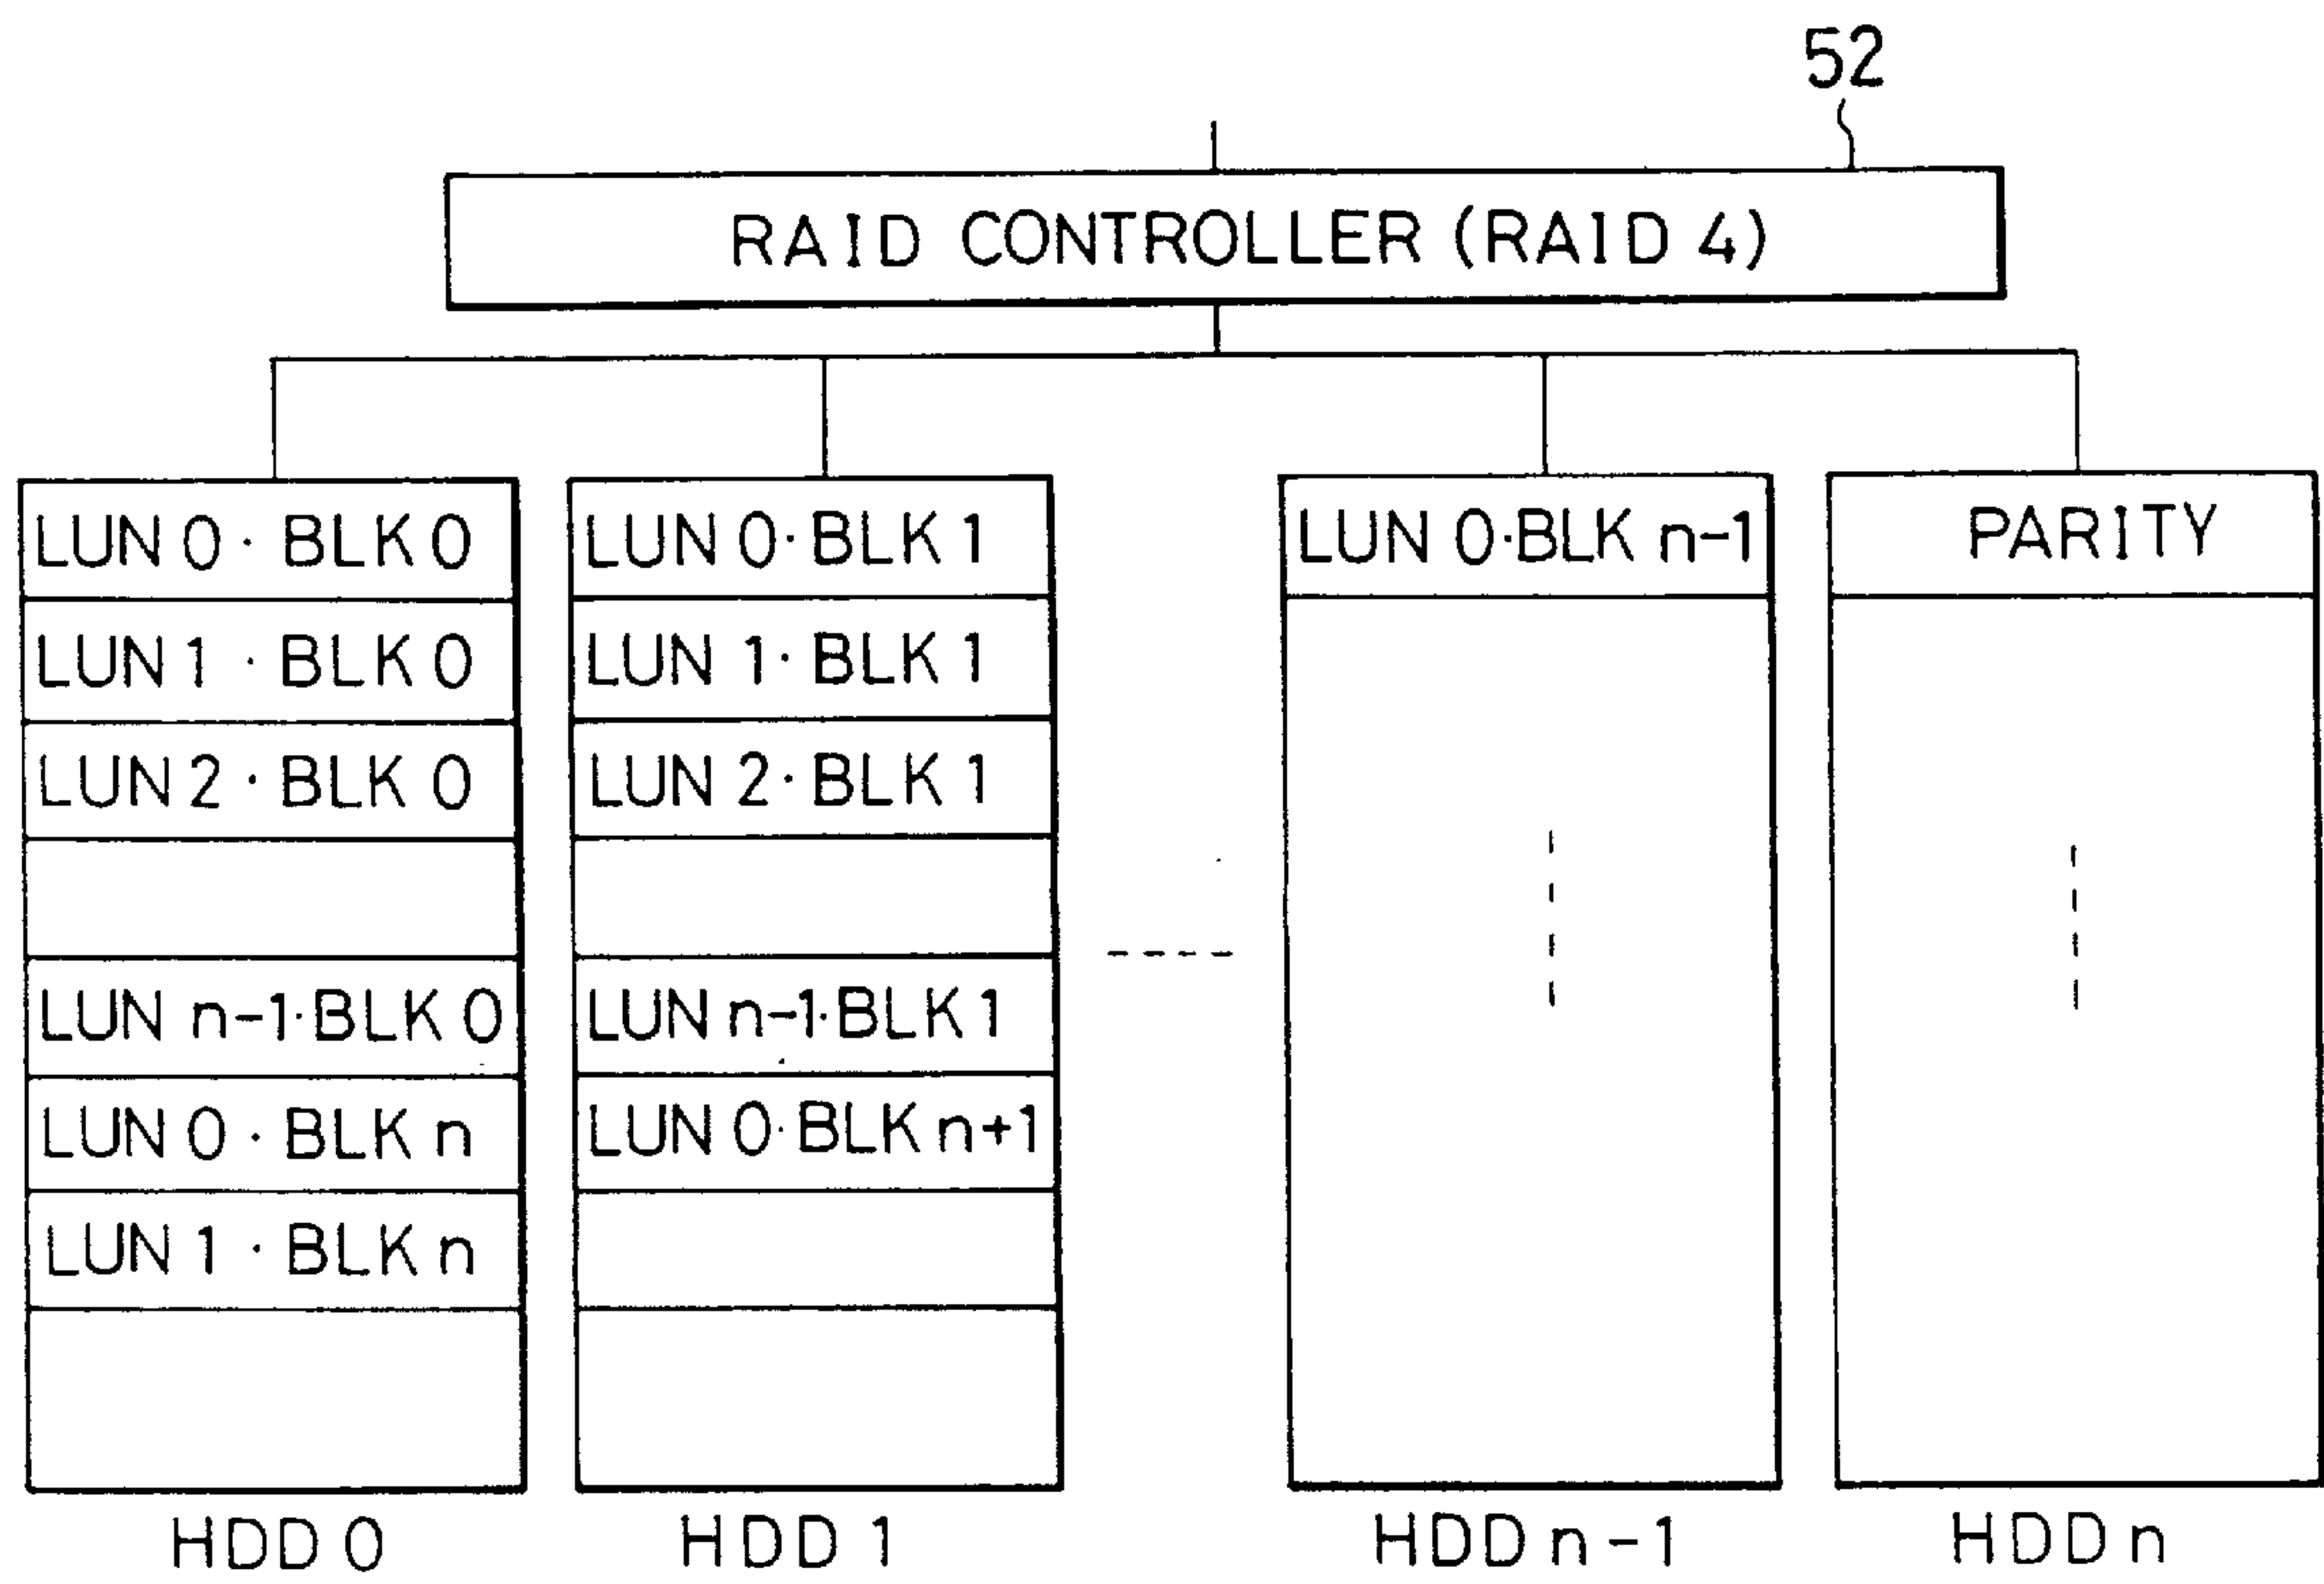 52
RAID CONTROLLER (RAID 4)
LUN 0 · BLK 0
LUN 1 · BLK 0
LUN 2 · BLK 0
LUN n-1 · BLK 0
LUN 0 · BLK n
LUN 1 · BLK n
HDD 0
LUN 0 · BLK 1
LUN 1 · BLK 1
LUN 2 · BLK 1
LUN n-1 · BLK 1
LUN 0 · BLK n+1
HDD 1
LUN 0 · BLK n-1
HDD n-1
PARITY
HDD n